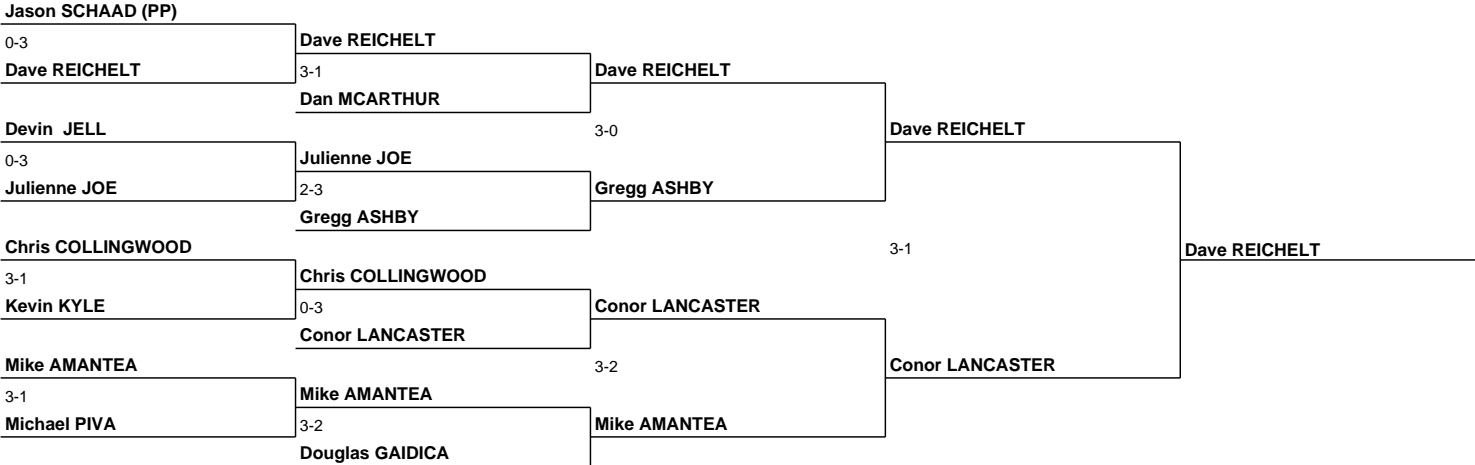 Jason SCHAAD (PP)
0-3
Dave REICHELT
Dave REICHELT
3-1
Dan MCARTHUR
Dave REICHELT
Devin  JELL
0-3
Julienne JOE
Julienne JOE
2-3
Gregg ASHBY
3-0
Gregg ASHBY
Dave REICHELT
Chris COLLINGWOOD
3-1
Kevin KYLE
Chris COLLINGWOOD
0-3
Conor LANCASTER
Conor LANCASTER
Mike AMANTEA
3-1
Michael PIVA
Mike AMANTEA
3-2
Douglas GAIDICA
3-2
Mike AMANTEA
Conor LANCASTER
3-1
Dave REICHELT